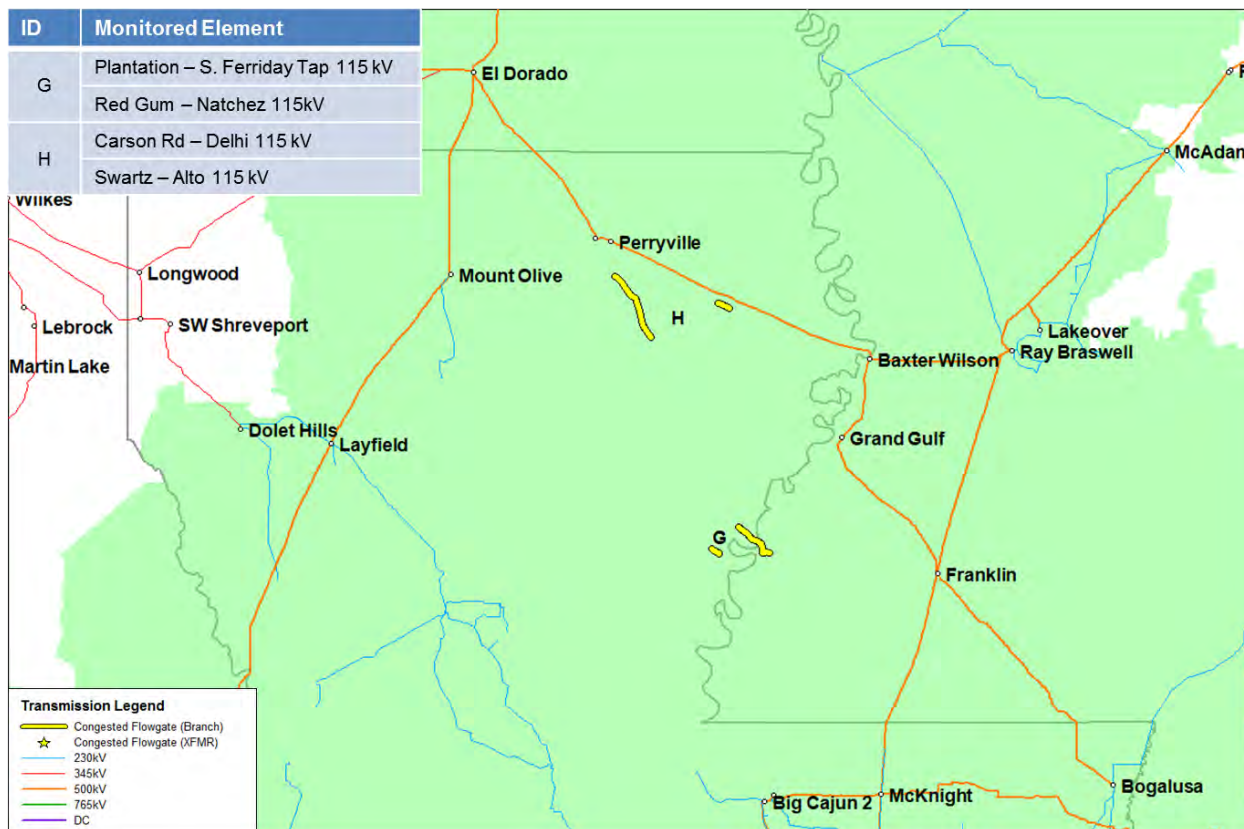 ID Monitored Element
G
Plantation – S. Ferriday Tap 115 kV
Red Gum – Natchez 115kV
H
Carson Rd – Delhi 115 kV
Swartz – Alto 115 kV
El Dorado
McAdam
Wilkes
Perryville
Longwood
Mount Olive
Lebrock
SW Shreveport
H
Lakeover
Martin Lake
Baxter Wilson
Ray Braswell
Dolet Hills
Layfield
Grand Gulf
G
Franklin
Transmission Legend
Congested Flowgate (Branch)
Congested Flowgate (XFMR)
230kV
345kV
500kV
765kV
DC
Big Cajun 2
McKnight
Bogalusa